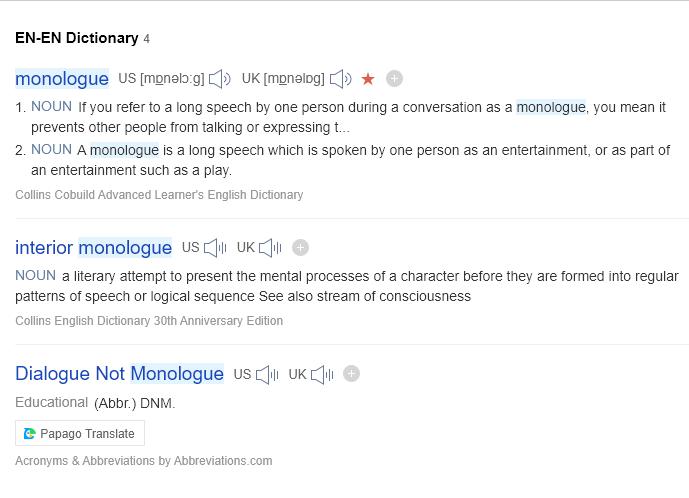 EN-EN Dictionary 4
monologue US [mɒnəlɔːg] UK [mɒnəlɒg]
1. NOUN If you refer to a long speech by one person during a conversation as a monologue, you mean it
prevents other people from talking or expressing t...
2. NOUN A monologue is a long speech which is spoken by one person as an entertainment, or as part of
an entertainment such as a play.
Collins Cobuild Advanced Learner's English Dictionary
interior monologue US UK
NOUN a literary attempt to present the mental processes of a character before they are formed into regular
patterns of speech or logical sequence See also stream of consciousness
Collins English Dictionary 30th Anniversary Edition
Dialogue Not Monologue US UK
Educational (Abbr.) DNM.
Papago Translate
Acronyms & Abbreviations by Abbreviations.com